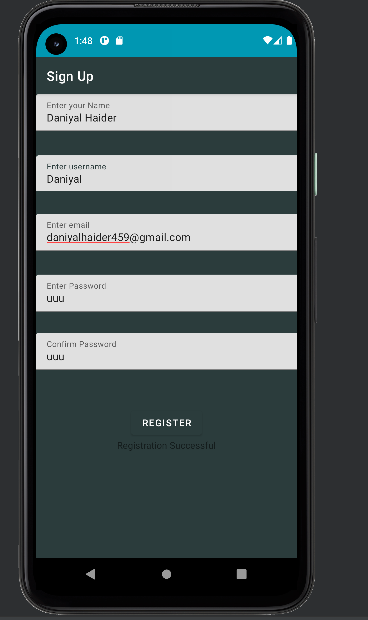 1:48
Sign Up
Enter your Name
Daniyal Haider
Enter username
Daniyal
Enter email
daniyalhaider459@gmail.com
Enter Password
uuu
Confirm Password
uuu
REGISTER
Registration Successful